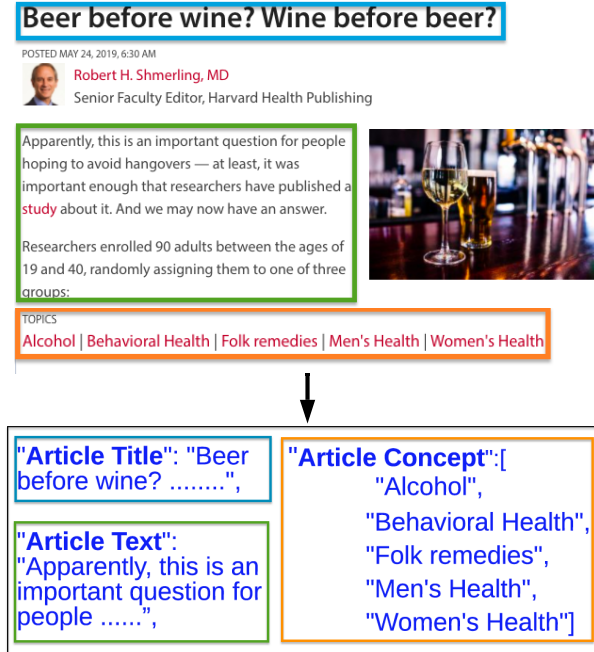 Beer before wine? Wine before beer?
POSTED MAY 24, 2019, 6:30 AM
Robert H. Shmerling, MD
Senior Faculty Editor, Harvard Health Publishing
Apparently, this is an important question for people
hoping to avoid hangovers — at least, it was
important enough that researchers have published a
study about it. And we may now have an answer.
Researchers enrolled 90 adults between the ages of
19 and 40, randomly assigning them to one of three
groups:
TOPICS
Alcohol | Behavioral Health | Folk remedies | Men's Health | Women's Health
"Article Title": "Beer
before wine? ........",
"Article Text":
"Apparently, this is an
important question for
people ......”,
"Article Concept":[
"Alcohol",
"Behavioral Health",
"Folk remedies",
"Men's Health",
"Women's Health"]